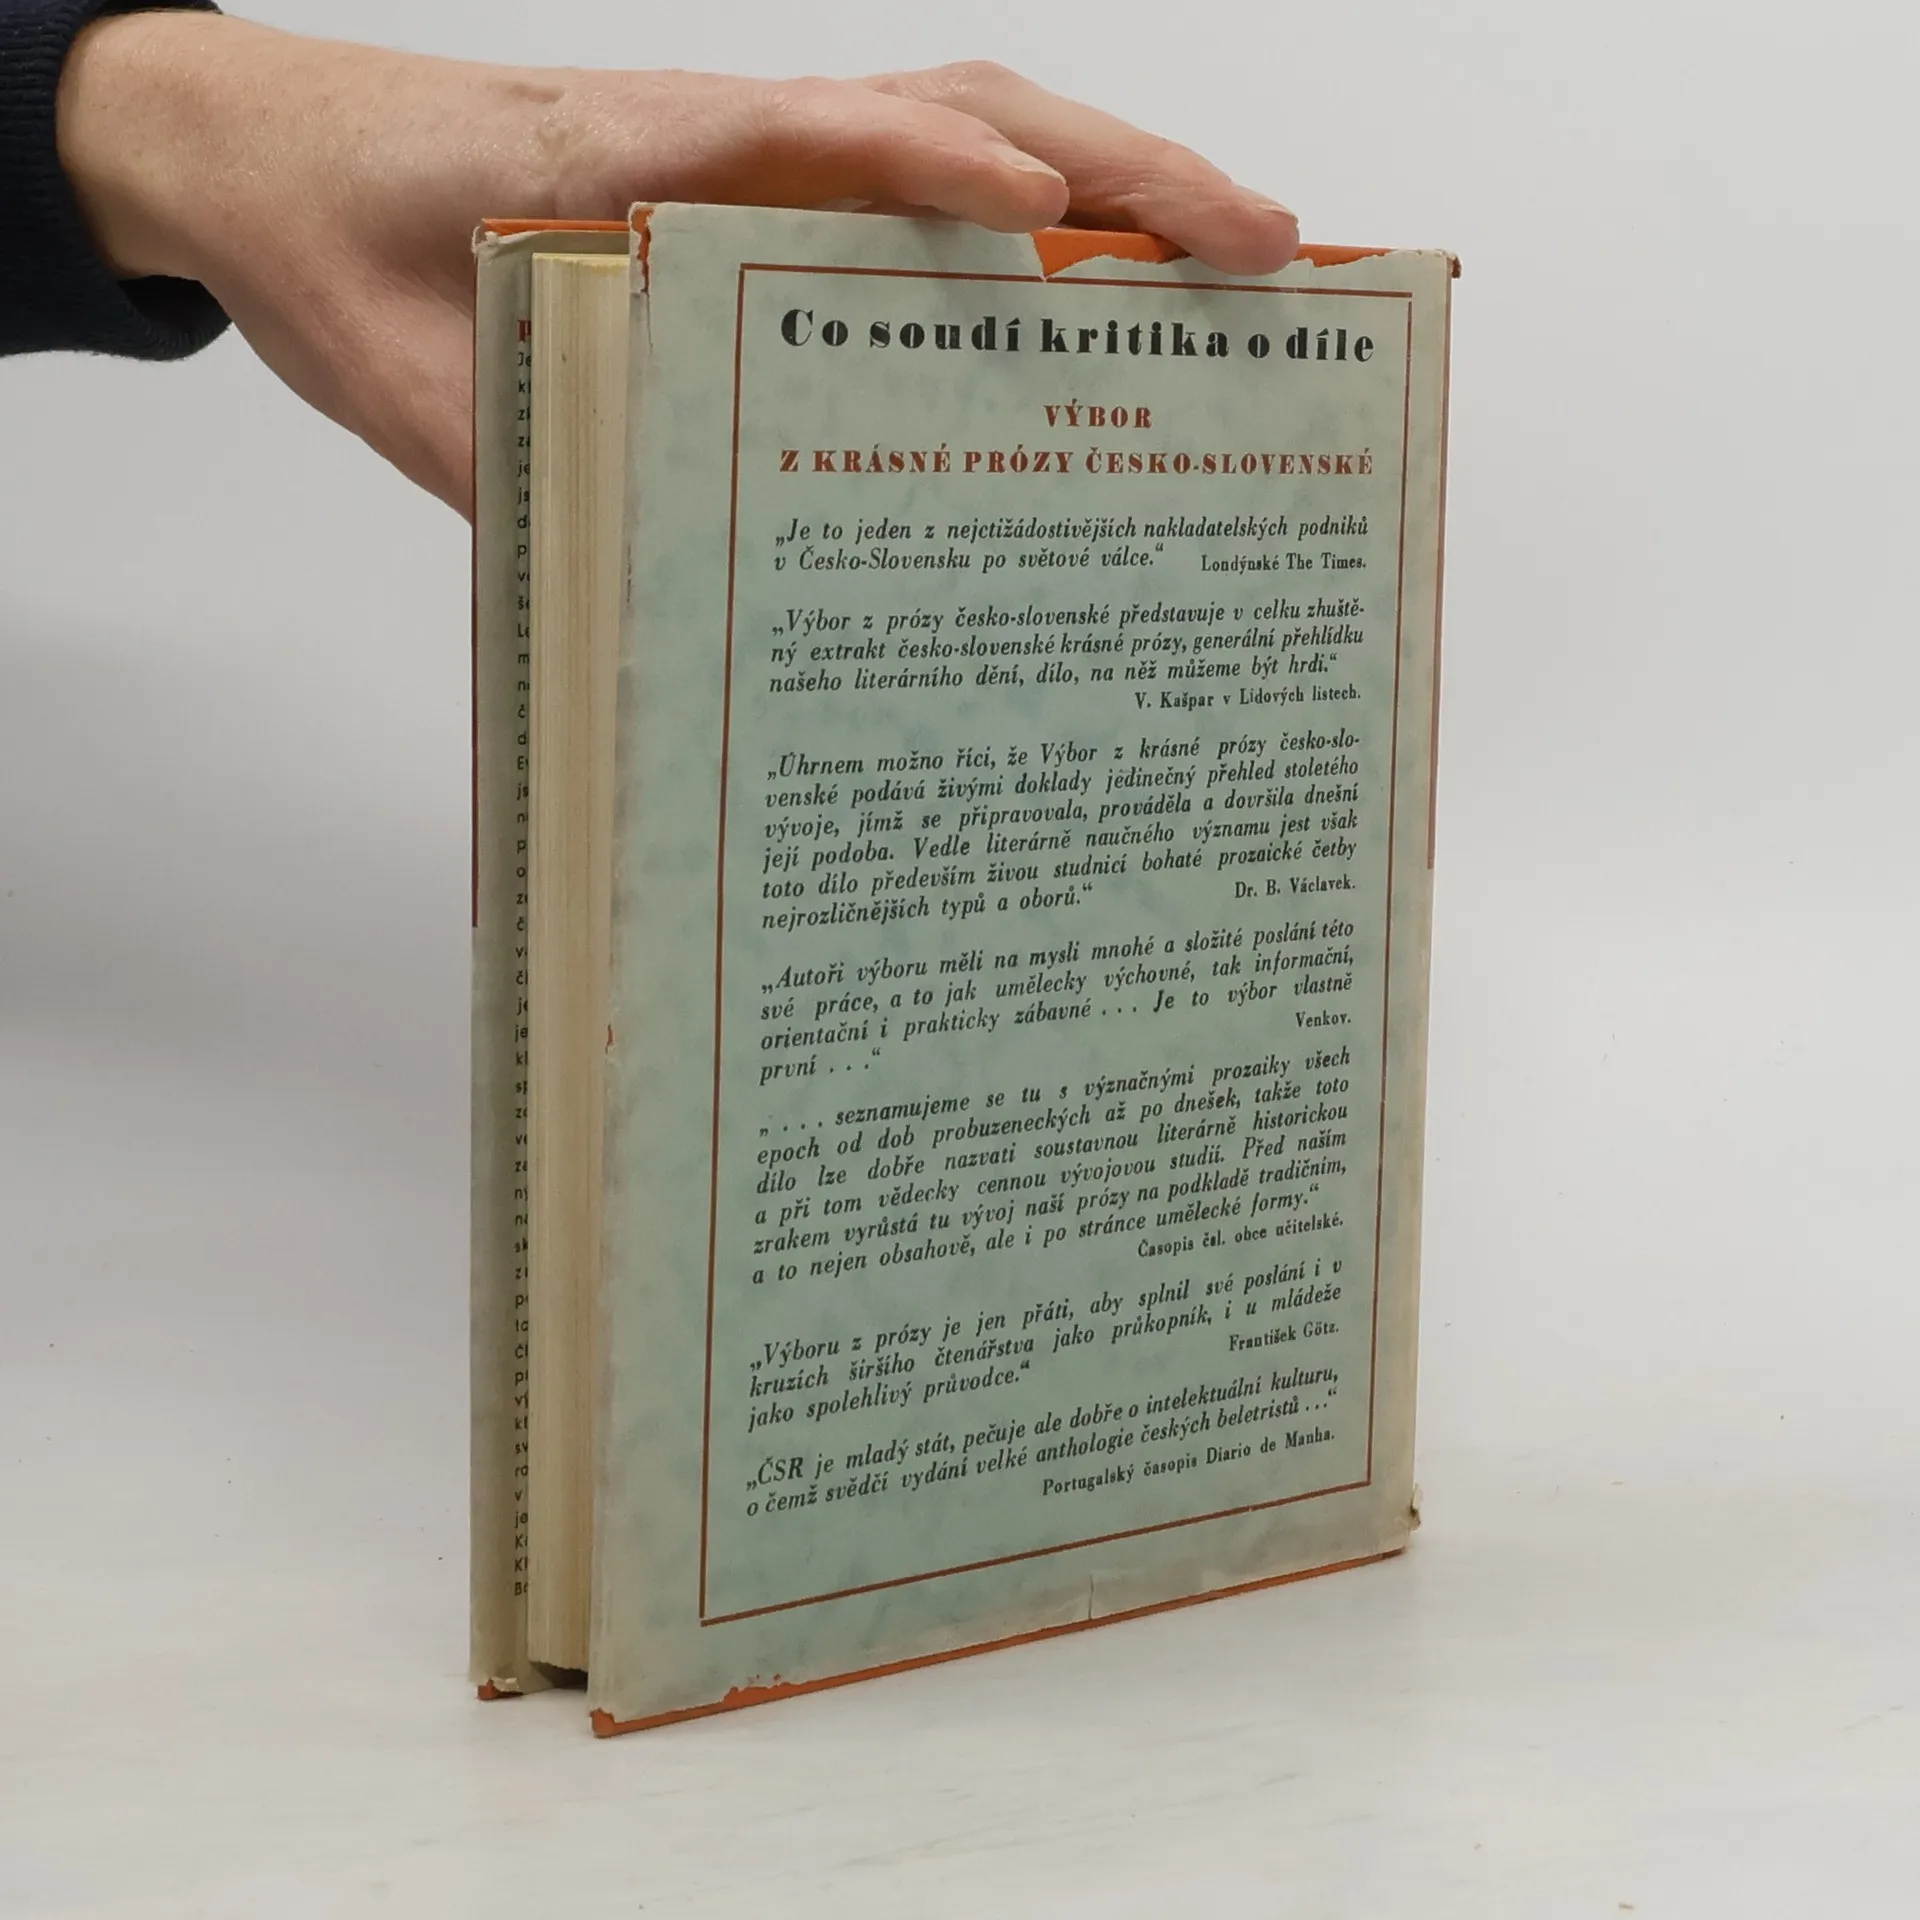 Co soudí kritika o díle
VÝBOR
Z KRÁSNÉ PRÓZY ČESKO-SLOVENSKÉ
„Je to jeden z nejctižádostivějších nakladatelských podniků
v Česko-Slovensku po světové válce.“ Londýnské The Times.
„Výbor z prózy česko-slovenské představuje v celku zhuště-
ný extrakt česko-slovenské krásné prózy, generální přehlídku
našeho literárního dění, dílo, na něž můžeme být hrdi.“
V. Kašpar v Lidových listech.
„Úhrnem možno říci, že Výbor z krásné prózy česko-slo-
venské podává živými doklady jedinečný přehled stoletého
vývoje, jímž se připravovala, prováděla a dovršila dnešní
její podoba. Vedle literárně naučného významu jest však
toto dílo především živou studnicí bohaté prozaické četby
nejrozličnějších typů a oborů.“ Dr. B. Václavek.
„Autoři výboru měli na mysli mnohé a složité poslání této
své práce, a to jak umělecky výchovné, tak informační,
orientační i prakticky zábavné . . . Je to výbor vlastně
první . . .“ Venkov.
„ . . . seznamujeme se tu s význačnými prozaiky všech
epoch od dob probuzeneckých až po dnešek, takže toto
dílo lze dobře nazvati soustavnou literárně historickou
a při tom vědecky cennou vývojovou studií. Před naším
zrakem vyrůstá tu vývoj naší prózy na podkladě tradičním,
a to nejen obsahově, ale i po stránce umělecké formy.“
Časopis čsl. obce učitelské.
„Výboru z prózy je jen přáti, aby splnil své poslání i v
kruzích širšího čtenářstva jako průkopník, i u mládeže
jako spolehlivý průvodce.“ František Götz.
„ČSR je mladý stát, pečuje ale dobře o intelektuální kulturu,
o čemž svědčí vydání velké anthologie českých beletristů ...“
Portugalský časopis Diario de Manha.